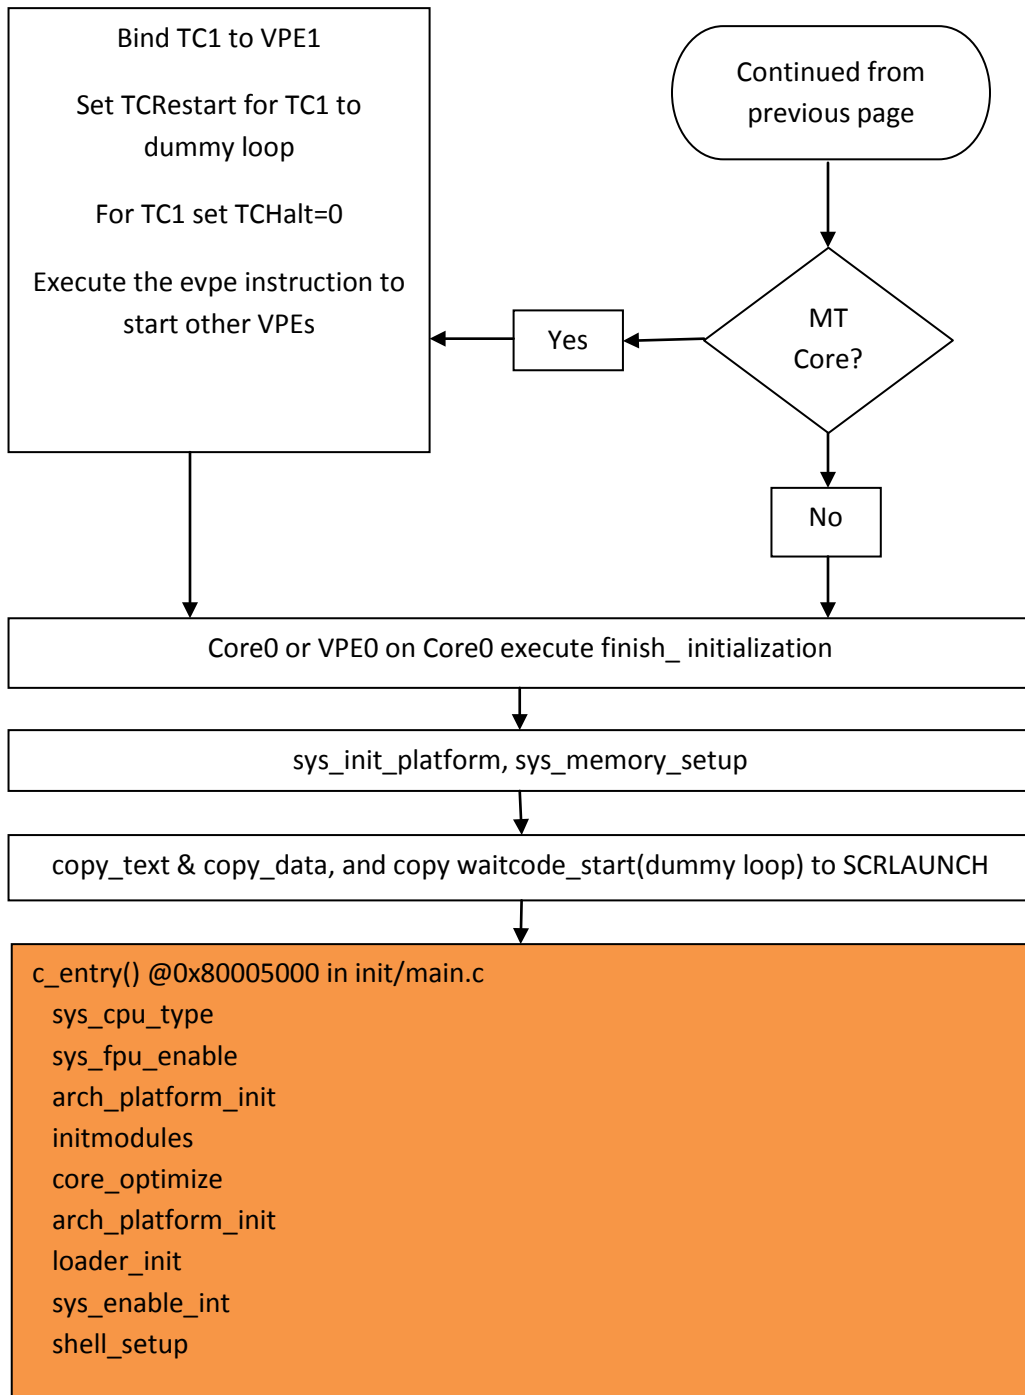 Bind TC1 to VPE1
Set TCRestart for TC1 to
dummy loop
For TC1 set TCHalt=0
Execute the evpe instruction to
start other VPEs
Continued from
previous page
MT
Core?
Yes
No
Core0 or VPE0 on Core0 execute finish_ initialization
sys_init_platform, sys_memory_setup
copy_text & copy_data, and copy waitcode_start(dummy loop) to SCRLAUNCH
c_entry() @0x80005000 in init/main.c
sys_cpu_type
sys_fpu_enable
arch_platform_init
initmodules
core_optimize
arch_platform_init
loader_init
sys_enable_int
shell_setup